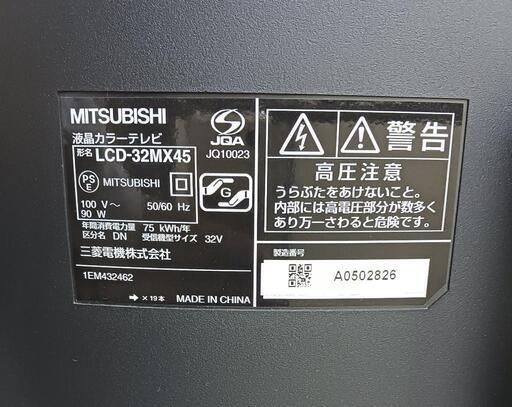 MITSUBISHI
液晶カラーテレビ
形名 LCD-32MX45
PS
E
MITSUBISHI
100 V～ 50/60 Hz
90 W
年間消費電力量 75 kWh/年
区分名 DN 受信機型サイズ 32V
三菱電機株式会社
1EM432462
➡ ×19本 MADE IN CHINA
JQA
JQ10023
G
警告
高圧注意
うらぶたをあけないこと。
内部には高電圧部分が数多く
あり万一さわると危険です。
製造番号
A0502826